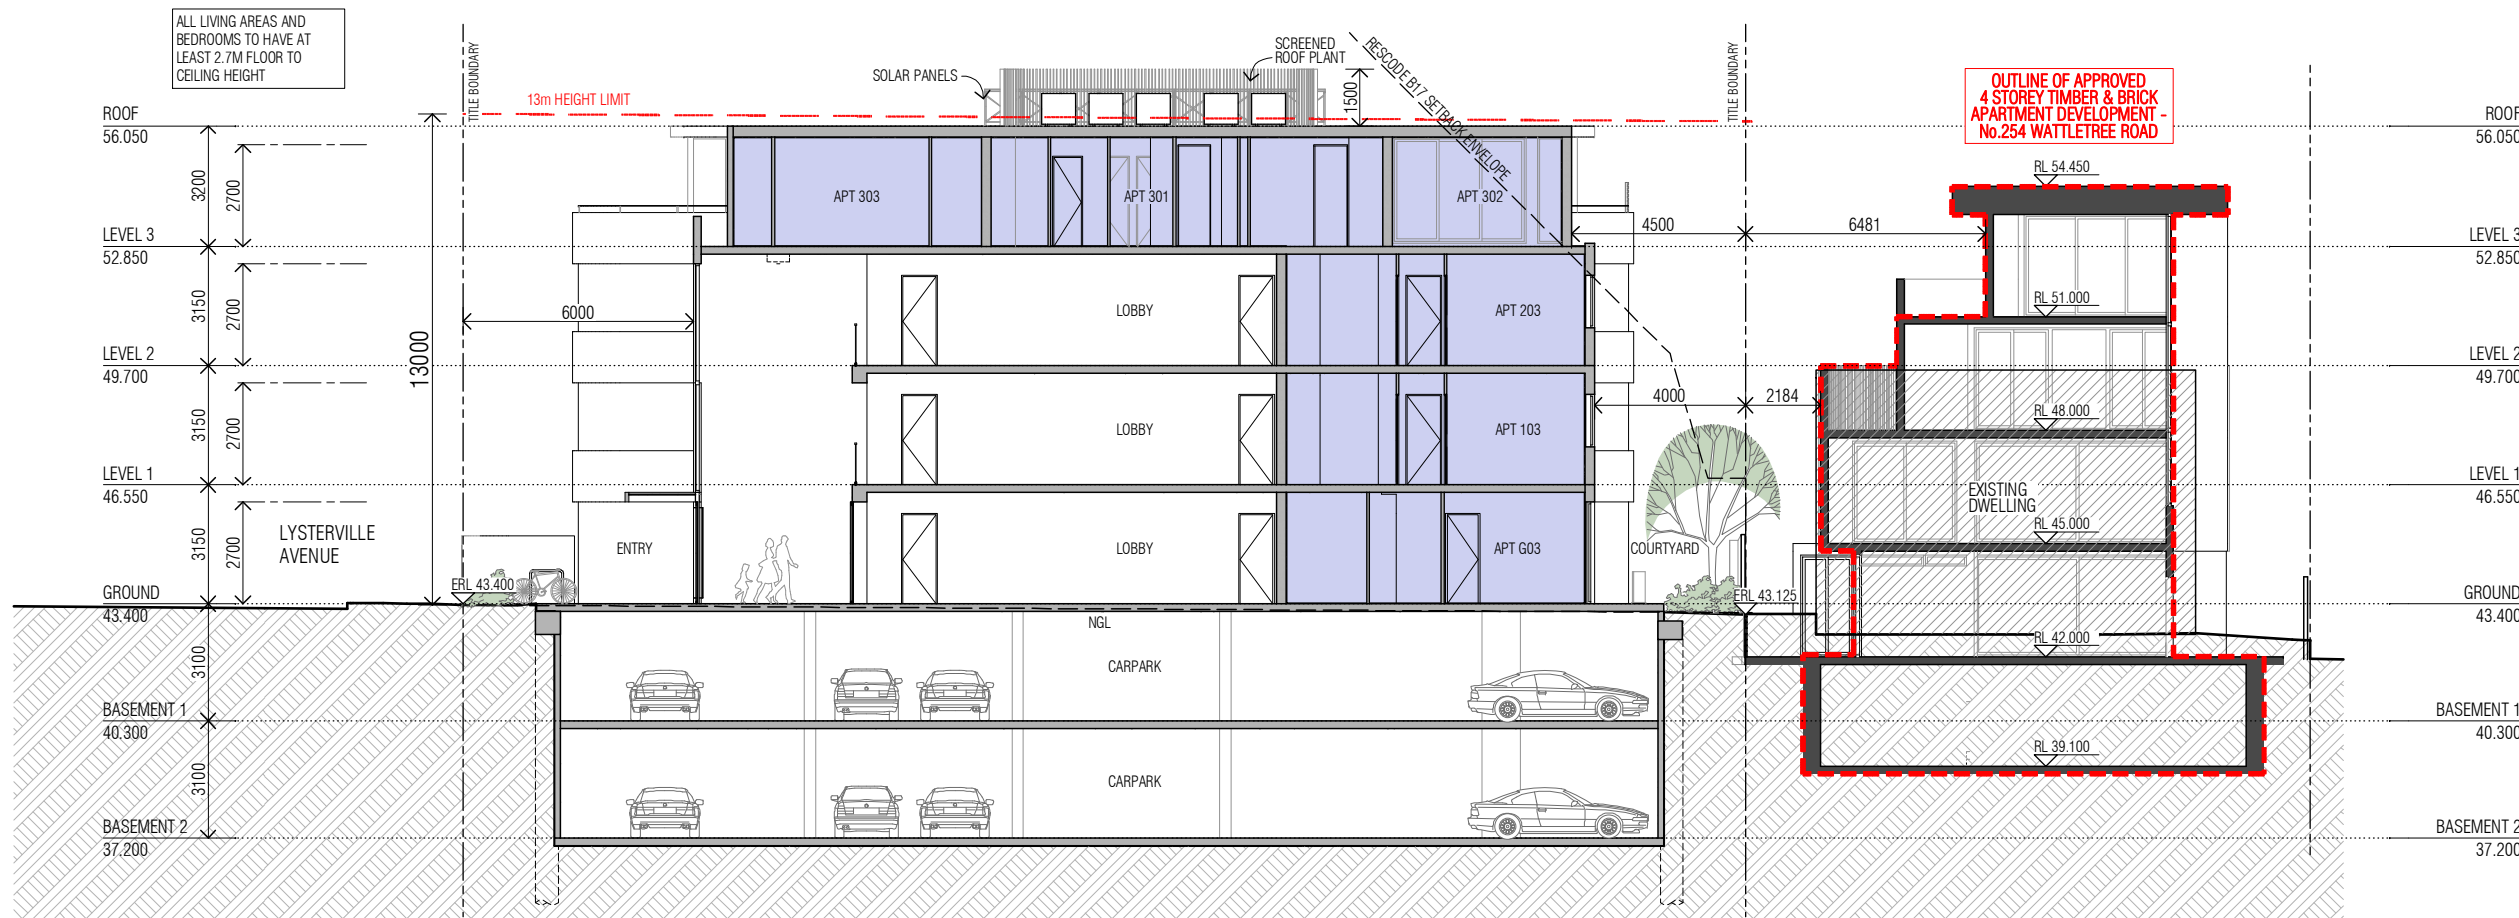 ALL LIVING AREAS AND
BEDROOMS TO HAVE AT
LEAST 2.7M FLOOR TO
CEILING HEIGHT
TITLE BOUNDARY
13m HEIGHT LIMIT
SOLAR PANELS
SCREENED
ROOF PLANT
1500
RESCODE B17 SETBACK ENVELOPE
TITLE BOUNDARY
OUTLINE OF APPROVED
4 STOREY TIMBER & BRICK
APARTMENT DEVELOPMENT -
No.254 WATTLETREE ROAD
ROOF
56.050
ROOF
56.050
RL 54.450
3200
2700
APT 303
APT 301
APT 302
4500
6481
LEVEL 3
52.850
LEVEL 3
52.850
3150
2700
6000
LOBBY
APT 203
RL 51.000
13000
LEVEL 2
49.700
LEVEL 2
49.700
3150
2700
LOBBY
APT 103
4000
2184
RL 48.000
LEVEL 1
46.550
LEVEL 1
46.550
EXISTING
DWELLING
RL 45.000
3150
2700
LYSTERVILLE
AVENUE
ENTRY
LOBBY
APT G03
COURTYARD
ERL 43.400
ERL 43.125
GROUND
43.400
GROUND
43.400
NGL
RL 42.000
3100
CARPARK
BASEMENT 1
40.300
BASEMENT 1
40.300
RL 39.100
3100
CARPARK
BASEMENT 2
37.200
BASEMENT 2
37.200